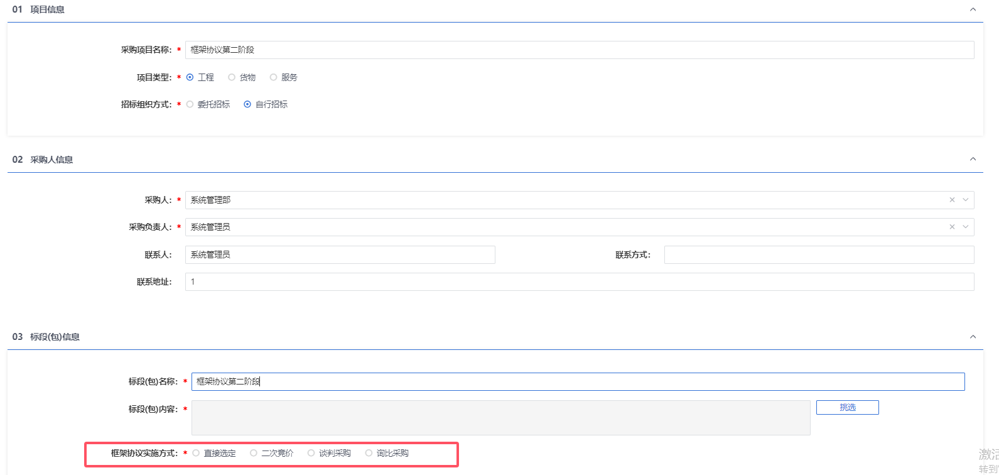 01 项目信息
采购项目名称: * 框架协议第二阶段
项目类型: * 工程 货物 服务
招标组织方式: * 委托招标 自行招标
02 采购人信息
采购人: * 系统管理部
采购负责人: * 系统管理员
联系人: 系统管理员 联系方式:
联系地址: 1
03 标段(包)信息
标段(包)名称: * 框架协议第二阶段
标段(包)内容: * 挑选
框架协议实施方式: * 直接选定 二次竞价 谈判采购 询比采购
激活
转到